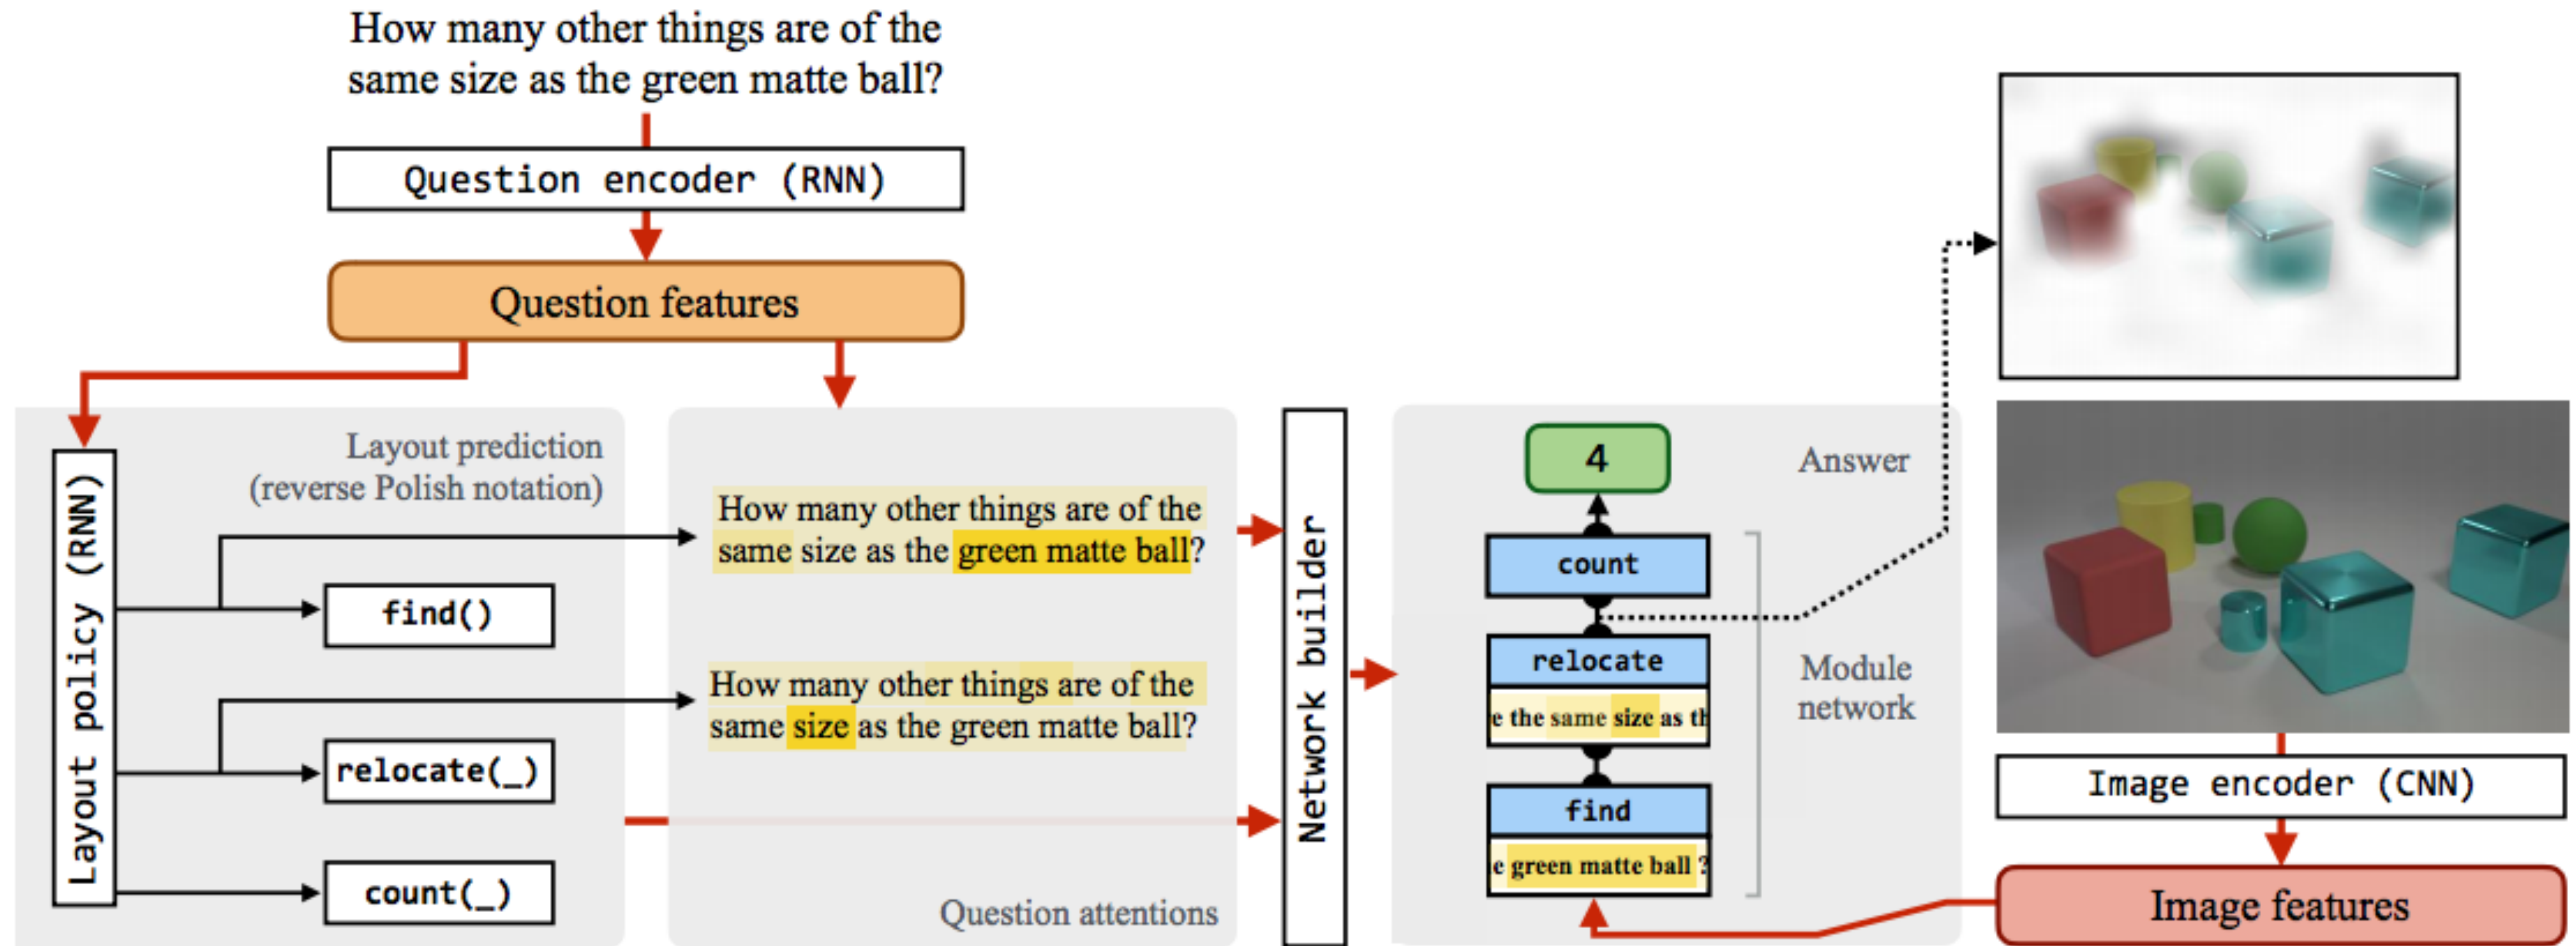 How many other things are of the
same size as the green matte ball?
Question encoder (RNN)
Question features
Layout policy (RNN)
Layout prediction
(reverse Polish notation)
find()
relocate(_)
count(_)
How many other things are of the
same size as the green matte ball?
How many other things are of the
same size as the green matte ball?
Question attentions
Network builder
4
Answer
count
relocate
e the same size as th
find
e green matte ball ?
Module
network
Image encoder (CNN)
Image features